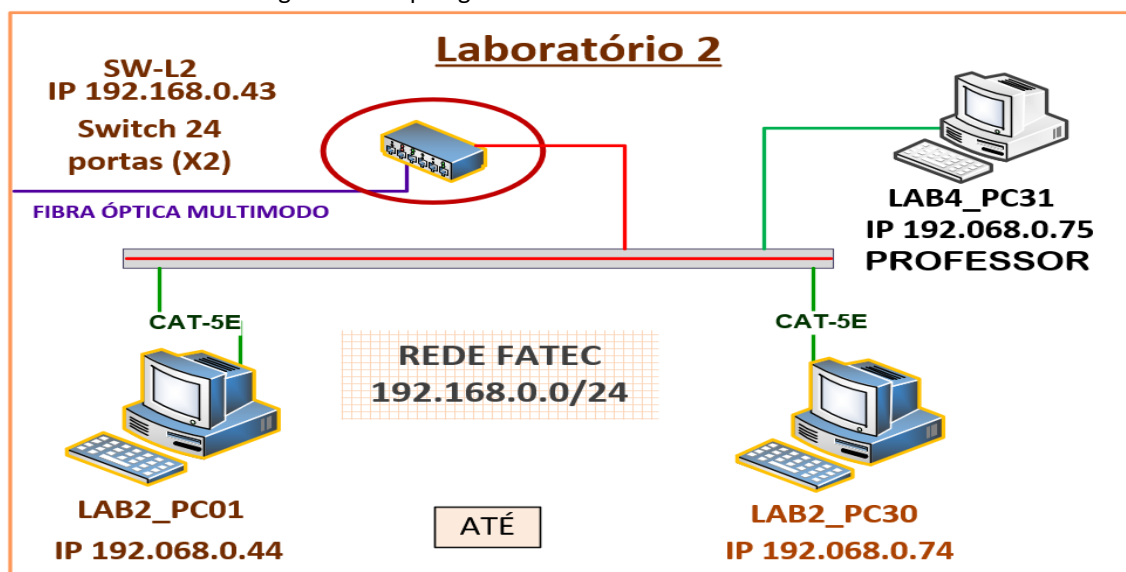 Laboratório 2
SW-L2
IP 192.168.0.43
Switch 24
portas (X2)
FIBRA ÓPTICA MULTIMODO
LAB4_PC31
IP 192.068.0.75
PROFESSOR
CAT-5E
CAT-5E
REDE FATEC
192.168.0.0/24
LAB2_PC01
IP 192.068.0.44
ATÉ
LAB2_PC30
IP 192.068.0.74